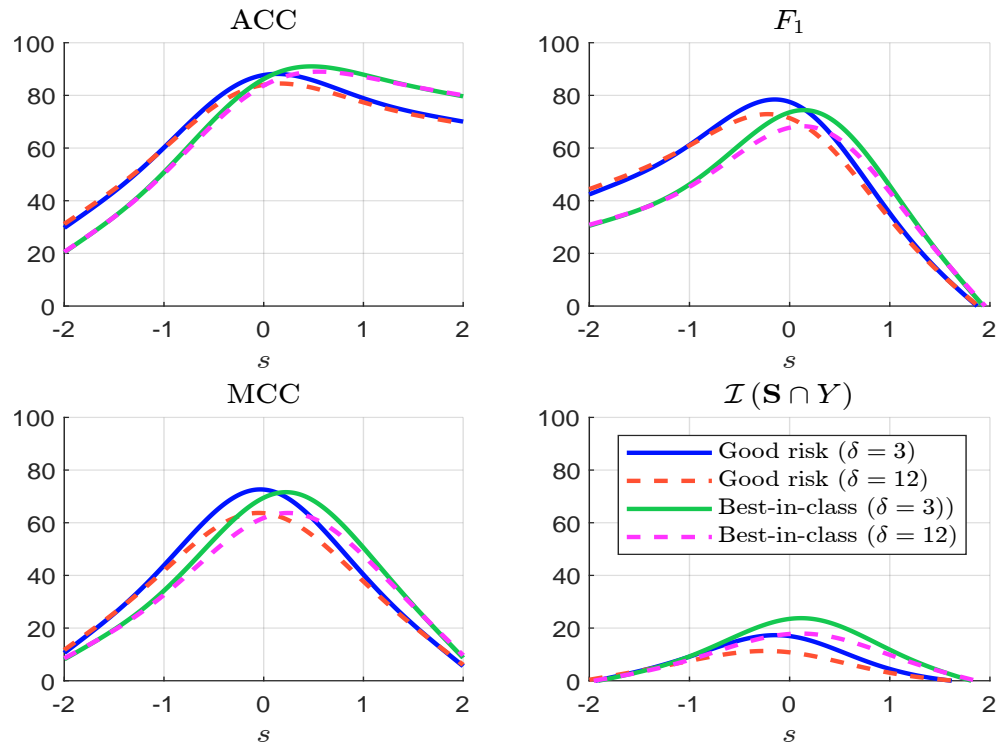 ACC
100
80
60
40
20
0
-2 -1 0 1 2
s
F₁
100
80
60
40
20
0
-2 -1 0 1 2
s
MCC
100
80
60
40
20
0
-2 -1 0 1 2
s
I (S ∩ Y)
100
80
60
40
20
0
Good risk (δ = 3)
Good risk (δ = 12)
Best-in-class (δ = 3))
Best-in-class (δ = 12)
-2 -1 0 1 2
s